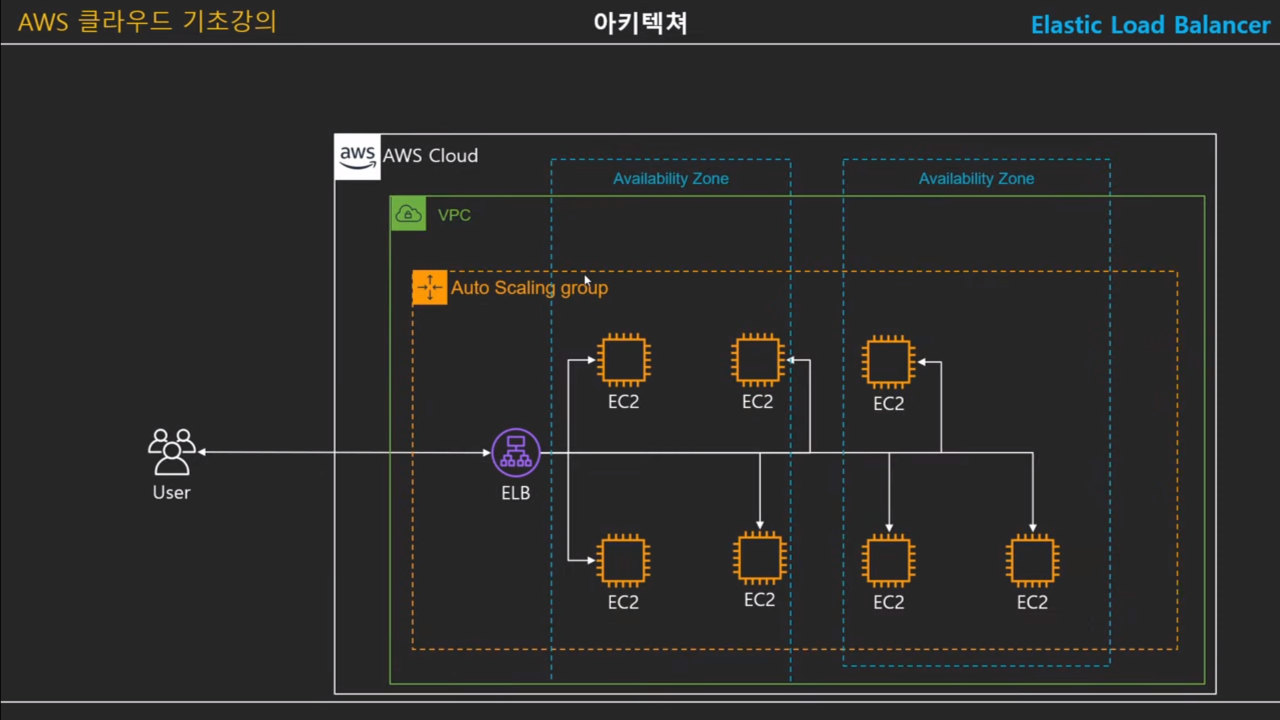 AWS 클라우드 기초강의
아키텍쳐
Elastic Load Balancer
aws
AWS Cloud
Availability Zone
Availability Zone
VPC
Auto Scaling group
EC2
EC2
EC2
User
ELB
EC2
EC2
EC2
EC2